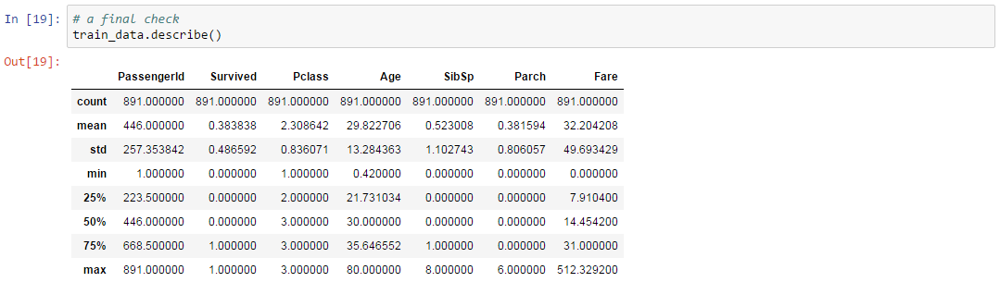 In [19]: # a final check
train_data.describe()
Out[19]:
PassengerId Survived Pclass Age SibSp Parch Fare
count 891.000000 891.000000 891.000000 891.000000 891.000000 891.000000 891.000000
mean 446.000000 0.383838 2.308642 29.822706 0.523008 0.381594 32.204208
std 257.353842 0.486592 0.836071 13.284363 1.102743 0.806057 49.693429
min 1.000000 0.000000 1.000000 0.420000 0.000000 0.000000 0.000000
25% 223.500000 0.000000 2.000000 21.731034 0.000000 0.000000 7.910400
50% 446.000000 0.000000 3.000000 30.000000 0.000000 0.000000 14.454200
75% 668.500000 1.000000 3.000000 35.646552 1.000000 0.000000 31.000000
max 891.000000 1.000000 3.000000 80.000000 8.000000 6.000000 512.329200